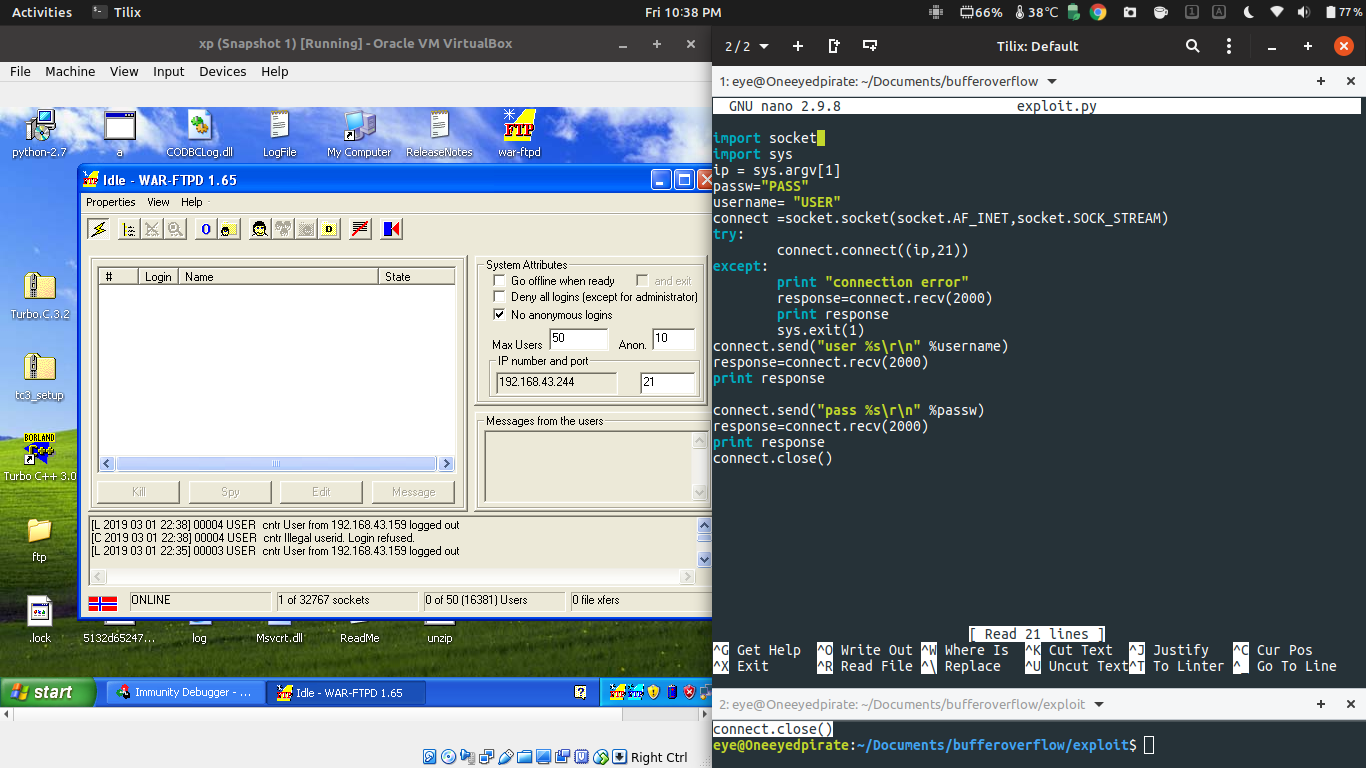 Activities Tilix Fri 10:38 PM 66% 38℃ 1 A 77 %
xp (Snapshot 1) [Running] - Oracle VM VirtualBox
File Machine View Input Devices Help
python-2.7 a CODBCLog.dll LogFile My Computer ReleaseNotes war-ftpd
FTP
Idle - WAR-FTPD 1.65
Properties View Help
# Login Name State
System Attributes
Go offline when ready and exit
Deny all logins (except for administrator)
No anonymous logins
Max Users 50 Anon. 10
IP number and port
192.168.43.244 21
Messages from the users
Kill Spy Edit Message
[L 2019 03 01 22:38] 00004 USER cntr User from 192.168.43.159 logged out
[C 2019 03 01 22:38] 00004 USER cntr Illegal userid. Login refused.
[L 2019 03 01 22:35] 00003 USER cntr User from 192.168.43.159 logged out
ONLINE 1 of 32767 sockets 0 of 50 (16381) Users 0 file xfers
Turbo.C.3.2
tc3_setup
BORLAND
Turbo C++ 3.0
ftp
.lock 5132d65247... log Msvcrt.dll ReadMe unzip
start Immunity Debugger - ... Idle - WAR-FTPD 1.65
Right Ctrl
2 / 2 Tilix: Default
1: eye@Oneeyedpirate: ~/Documents/bufferoverflow
GNU nano 2.9.8 exploit.py
import socket
import sys
ip = sys.argv[1]
passw="PASS"
username= "USER"
connect =socket.socket(socket.AF_INET,socket.SOCK_STREAM)
try:
connect.connect((ip,21))
except:
print "connection error"
response=connect.recv(2000)
print response
sys.exit(1)
connect.send("user %s\r\n" %username)
response=connect.recv(2000)
print response
connect.send("pass %s\r\n" %passw)
response=connect.recv(2000)
print response
connect.close()
[ Read 21 lines ]
^G Get Help ^O Write Out ^W Where Is ^K Cut Text ^J Justify ^C Cur Pos
^X Exit ^R Read File ^\ Replace ^U Uncut Text ^T To Linter ^_ Go To Line
2: eye@Oneeyedpirate: ~/Documents/bufferoverflow/exploit
connect.close()
eye@Oneeyedpirate:~/Documents/bufferoverflow/exploit$